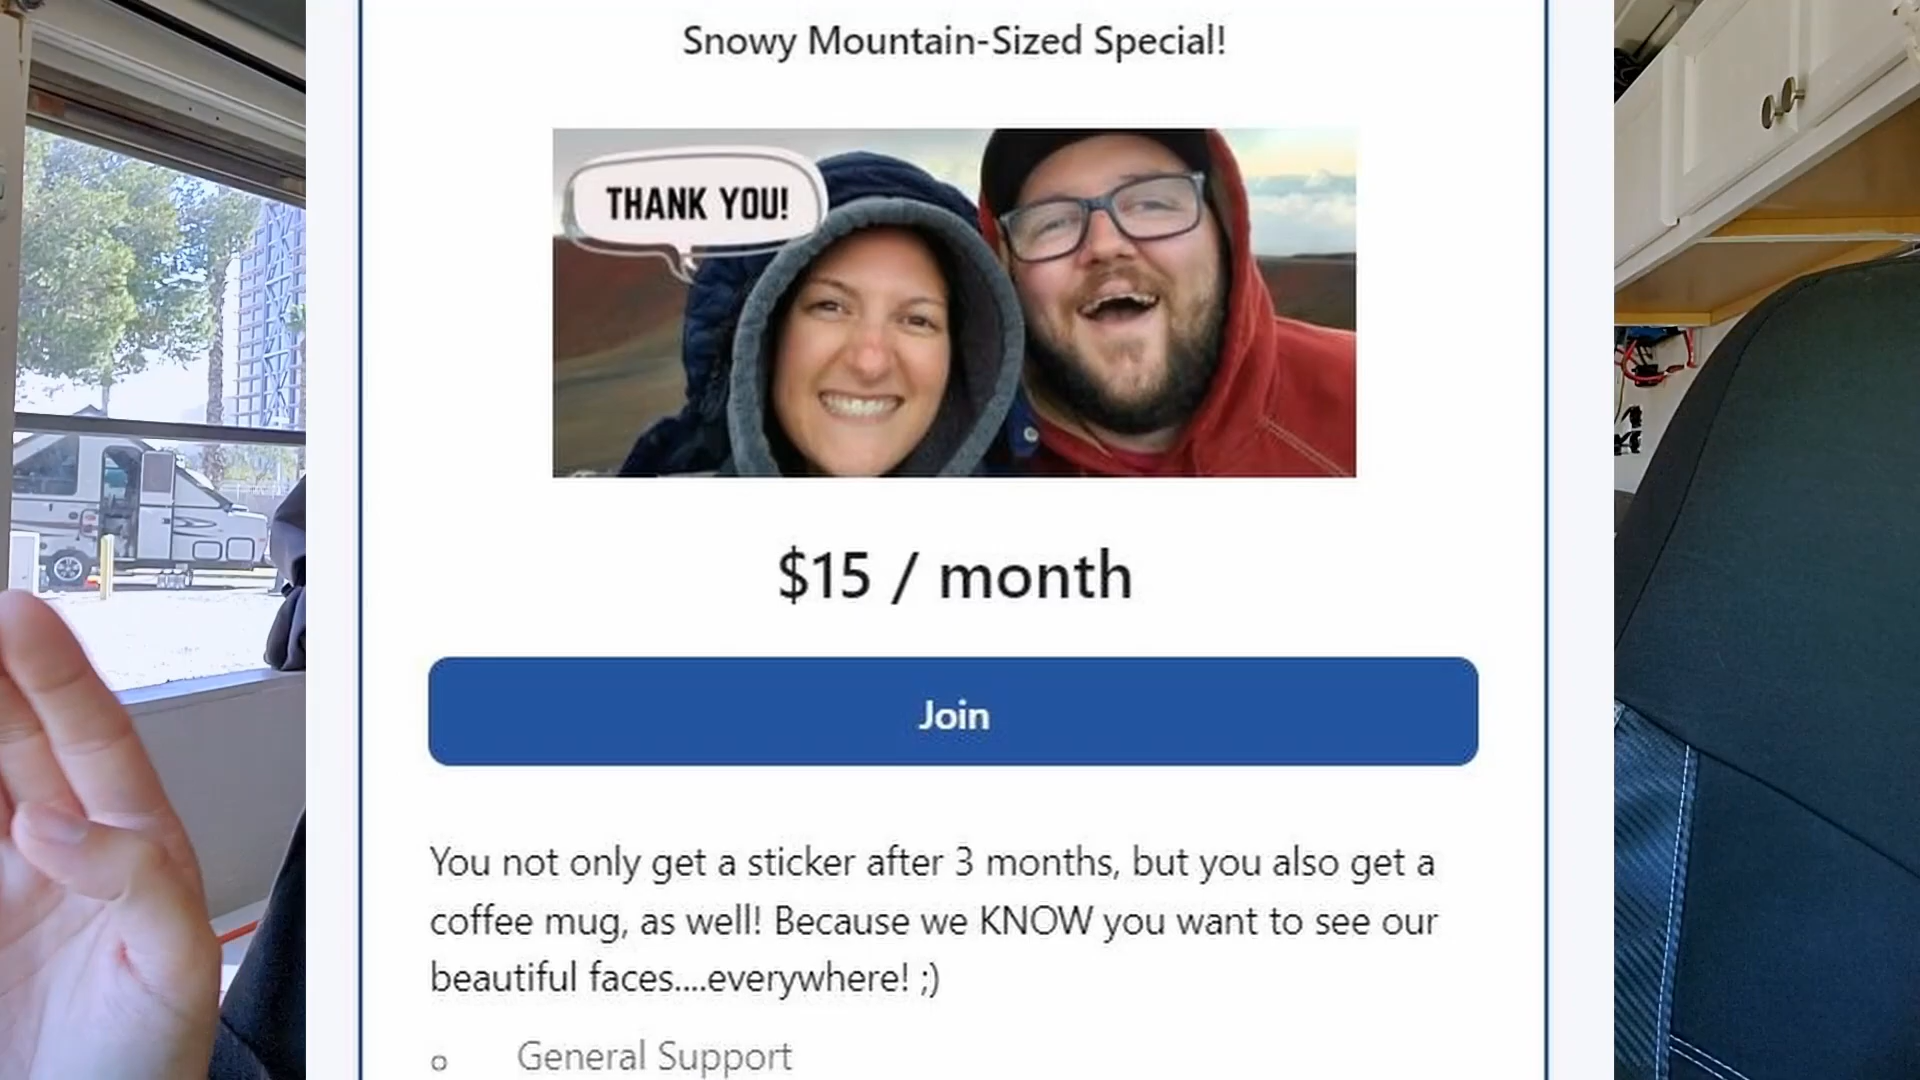 Snowy Mountain-Sized Special!
THANK YOU!
$15 / month
Join
You not only get a sticker after 3 months, but you also get a
coffee mug, as well! Because we KNOW you want to see our
beautiful faces....everywhere! ;)
o General Support